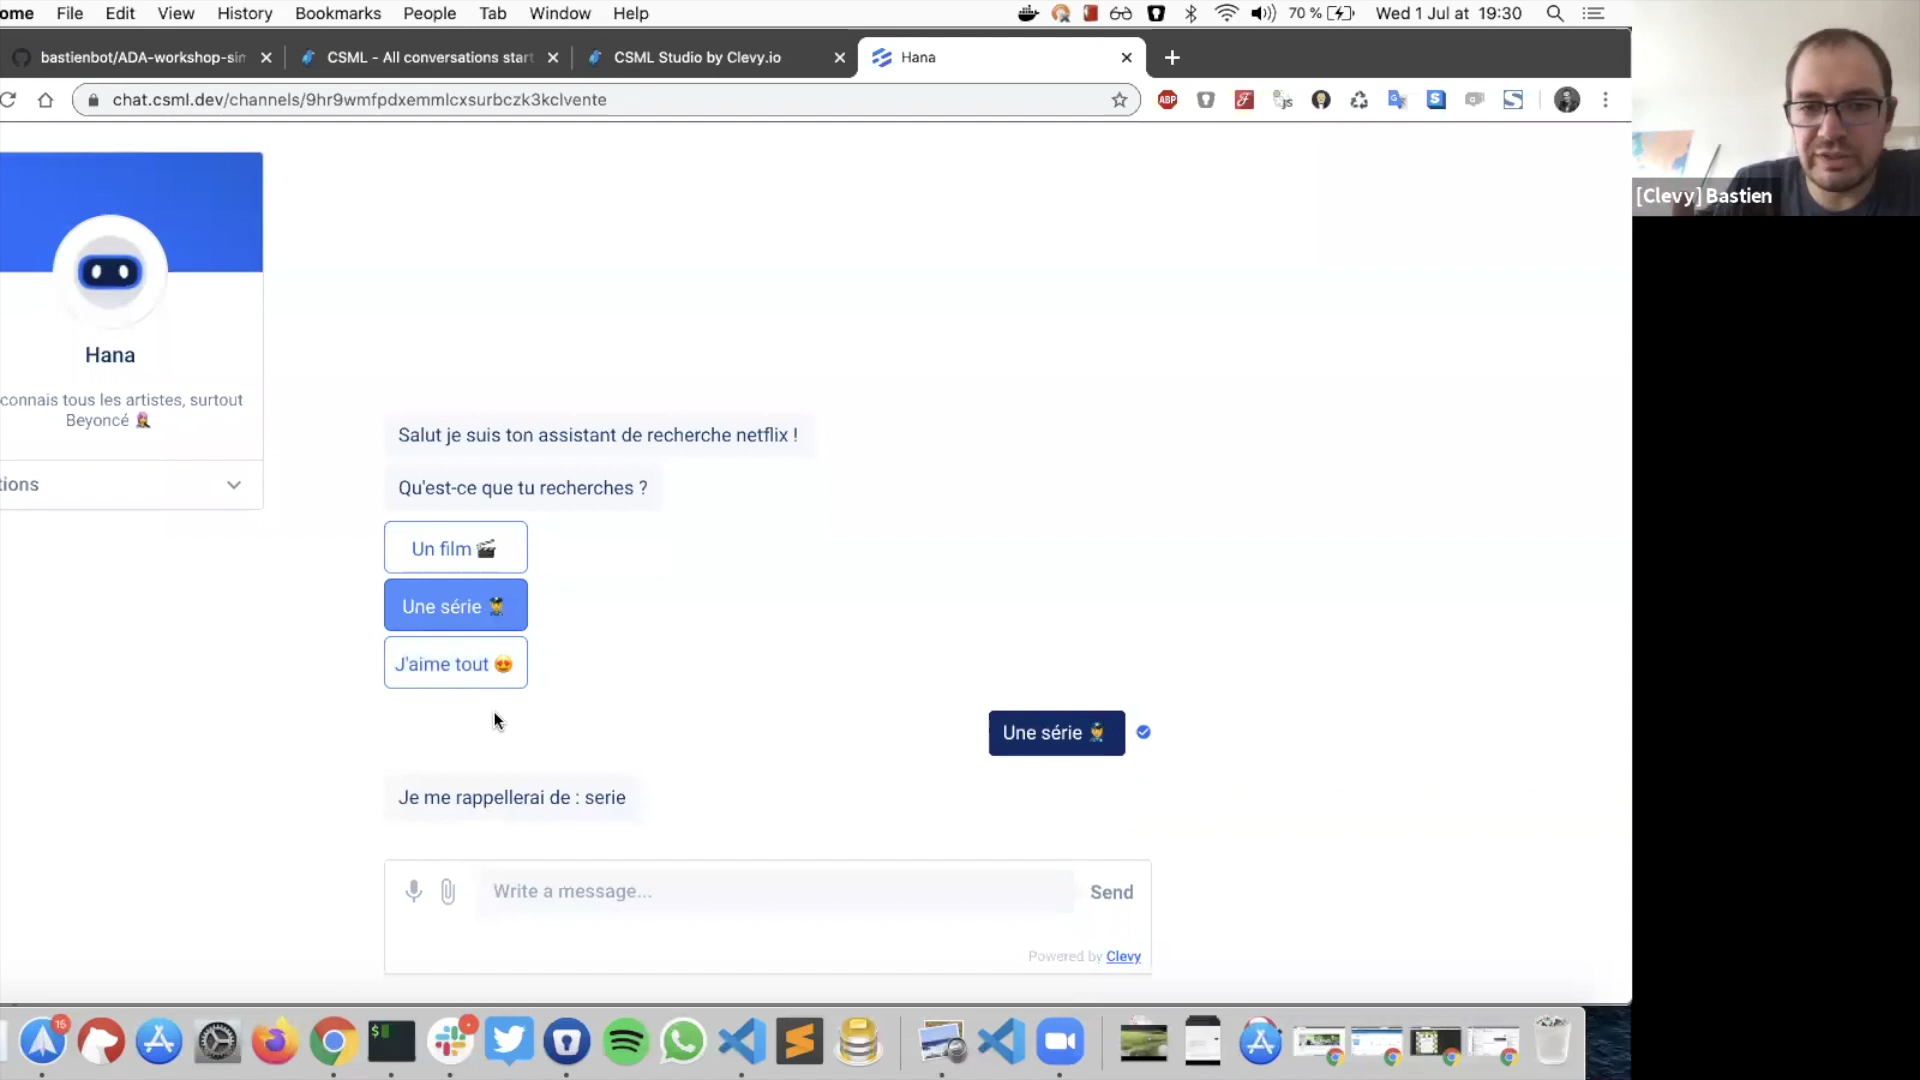 ome File Edit View History Bookmarks People Tab Window Help 70 % Wed 1 Jul at 19:30
bastienbot/ADA-workshop-sim CSML - All conversations start CSML Studio by Clevy.io Hana
chat.csml.dev/channels/9hr9wmfpdxemmlcxsurbczk3kclvente
ABP
[Clevy] Bastien
Hana
connais tous les artistes, surtout
Beyoncé
tions
Salut je suis ton assistant de recherche netflix !
Qu'est-ce que tu recherches ?
Un film 🎬
Une série 👮
J'aime tout 😍
Une série 👮
Je me rappellerai de : serie
Write a message...
Send
Powered by Clevy
15